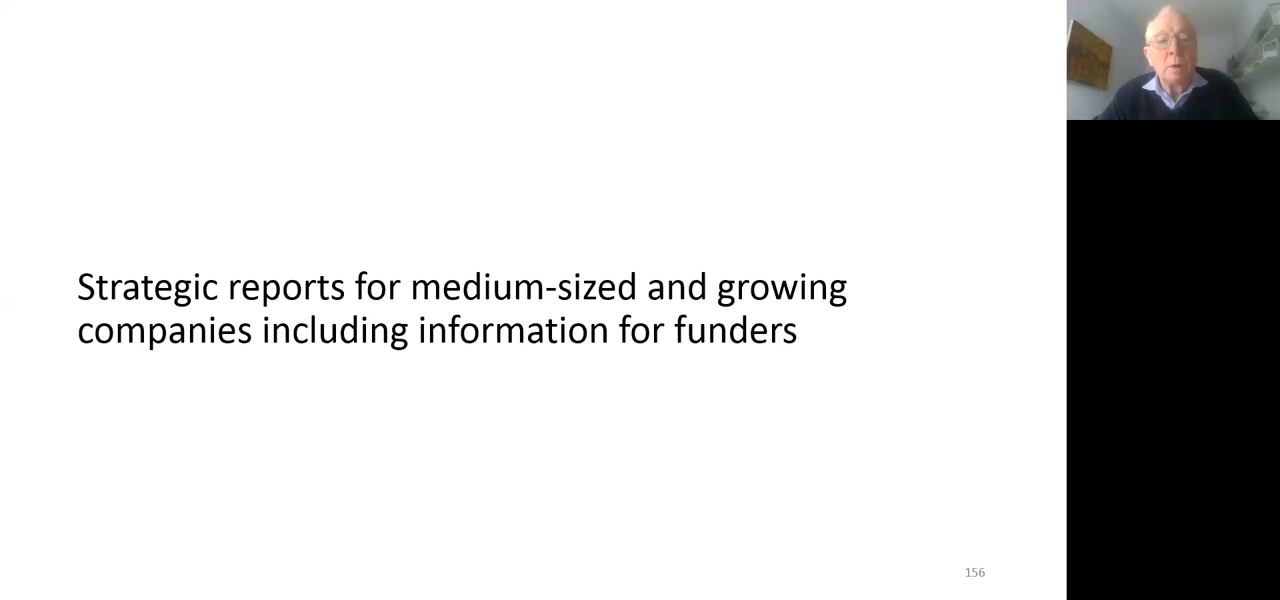 Strategic reports for medium-sized and growing
companies including information for funders
156